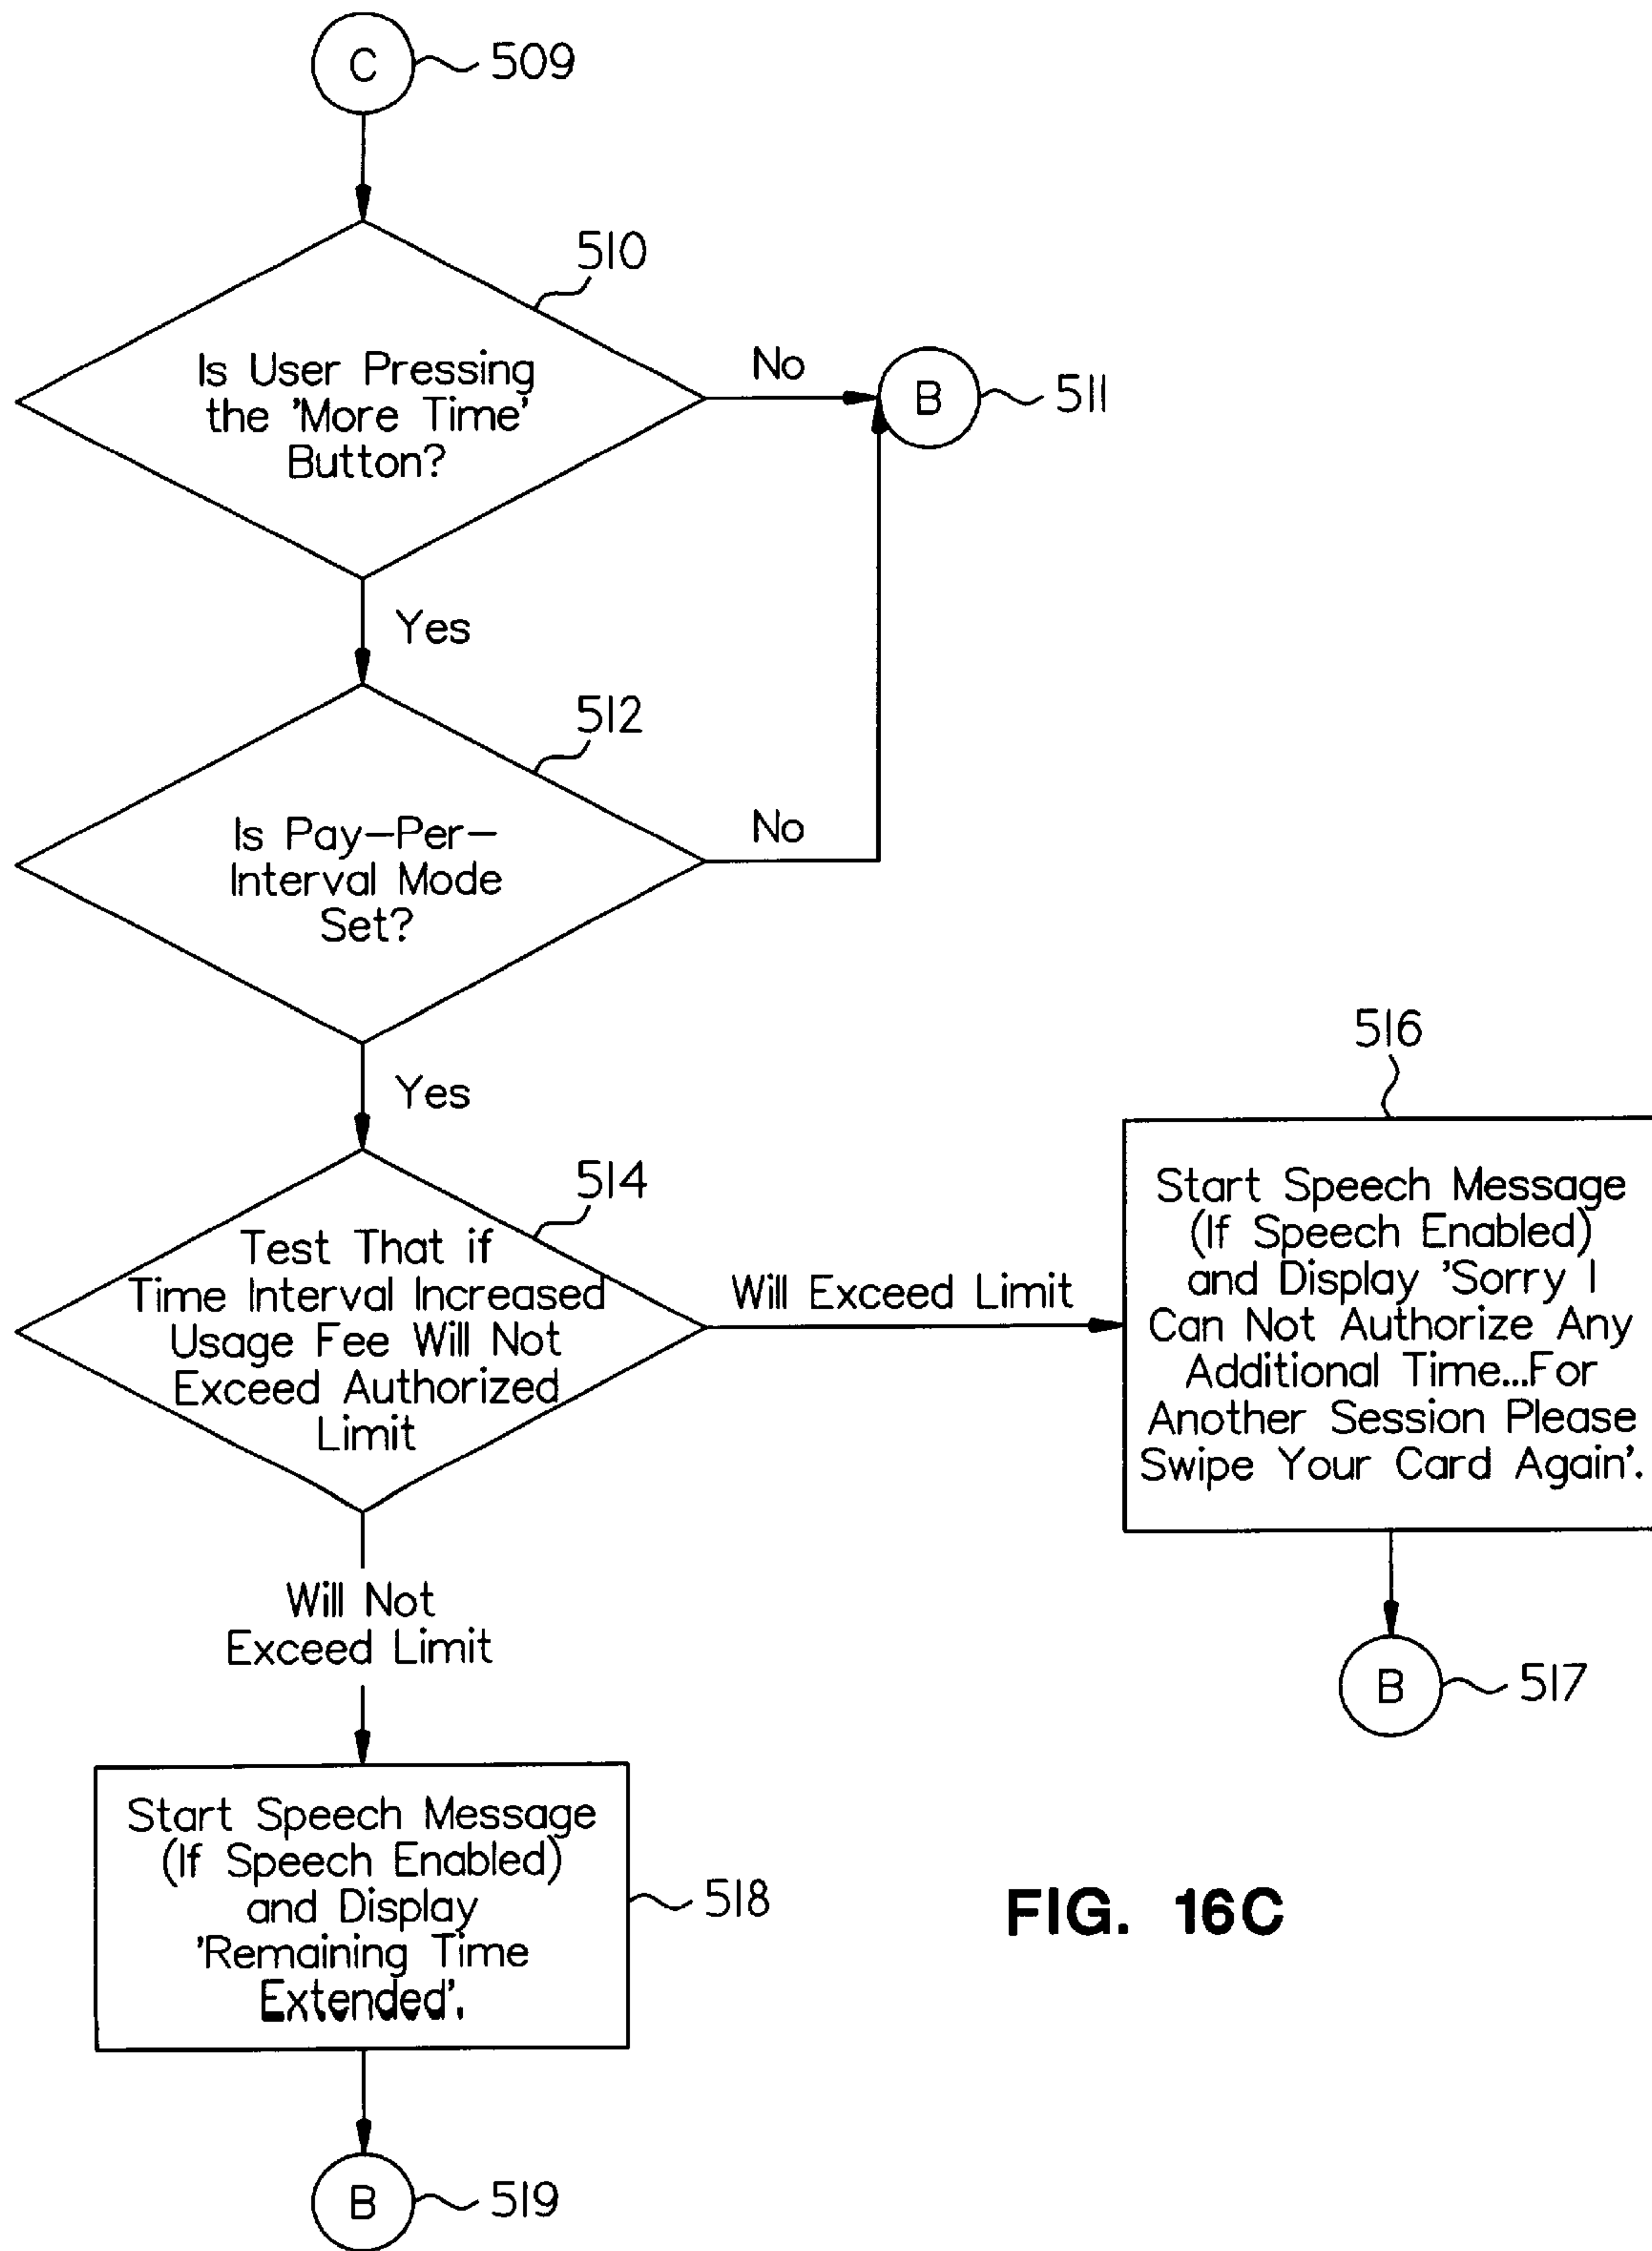 C
509
510
Is User Pressing
the 'More Time'
Button?
No
B
511
Yes
512
Is Pay-Per-
Interval Mode
Set?
No
Yes
514
Test That if
Time Interval Increased
Usage Fee Will Not
Exceed Authorized
Limit
Will Exceed Limit
516
Start Speech Message
(If Speech Enabled)
and Display 'Sorry I
Can Not Authorize Any
Additional Time...For
Another Session Please
Swipe Your Card Again'.
B
517
Will Not
Exceed Limit
Start Speech Message
(If Speech Enabled)
and Display
'Remaining Time
Extended'.
518
B
519
FIG. 16C